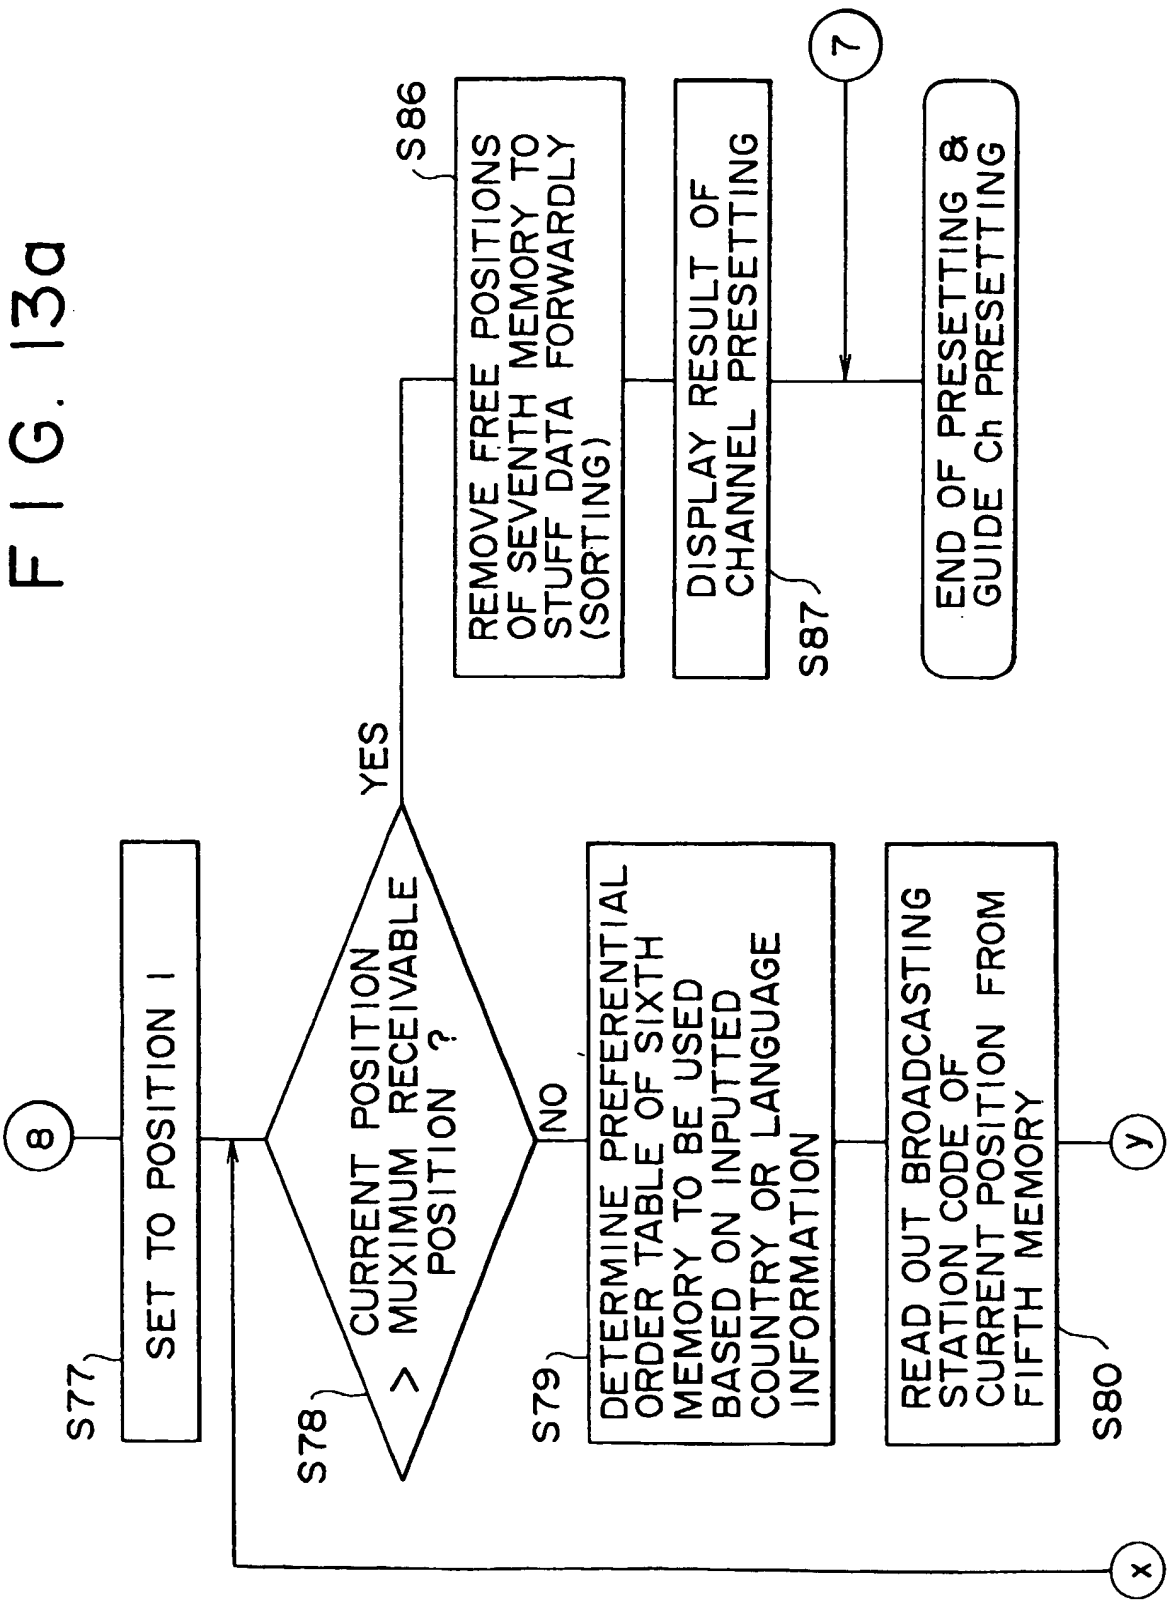 FIG. 13a
8
S77
SET TO POSITION 1
S78
CURRENT POSITION
> MUXIMUM RECEIVABLE
POSITION ?
YES
NO
S79
DETERMINE PREFERENTIAL
ORDER TABLE OF SIXTH
MEMORY TO BE USED
BASED ON INPUTTED
COUNTRY OR LANGUAGE
INFORMATION
READ OUT BROADCASTING
STATION CODE OF
CURRENT POSITION FROM
FIFTH MEMORY
S80
x
y
S86
REMOVE FREE POSITIONS
OF SEVENTH MEMORY TO
STUFF DATA FORWARDLY
(SORTING)
DISPLAY RESULT OF
CHANNEL PRESETTING
S87
7
END OF PRESETTING &
GUIDE Ch PRESETTING